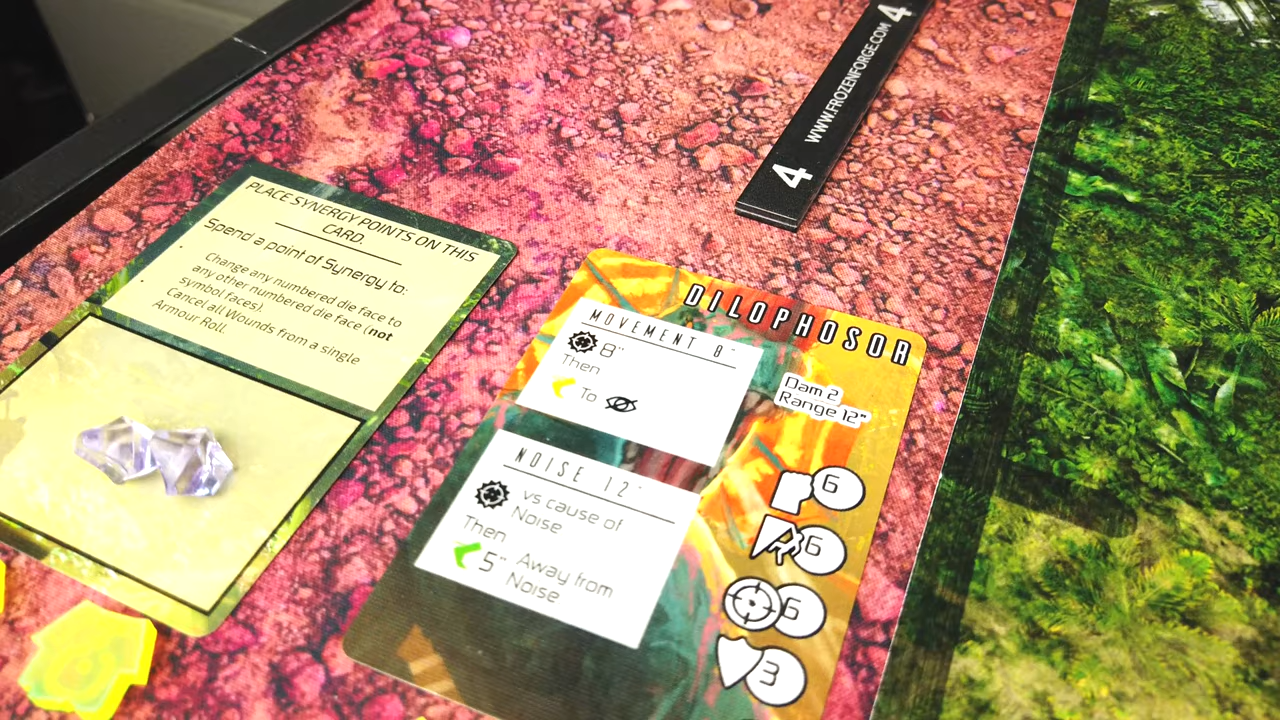 4
WWW.FROZENFORGE.COM
4
PLACE SYNERGY POINTS ON THIS
CARD.
Spend a point of Synergy to:
Change any numbered die face to
any other numbered die face (not
symbol faces).
Cancel all Wounds from a single
Armour Roll.
DILOPHOSOR
MOVEMENT 8"
8"
Then
To
Dam 2
Range 12"
NOISE 12"
vs cause of
Noise
Then
5" Away from
Noise
6
6
6
3